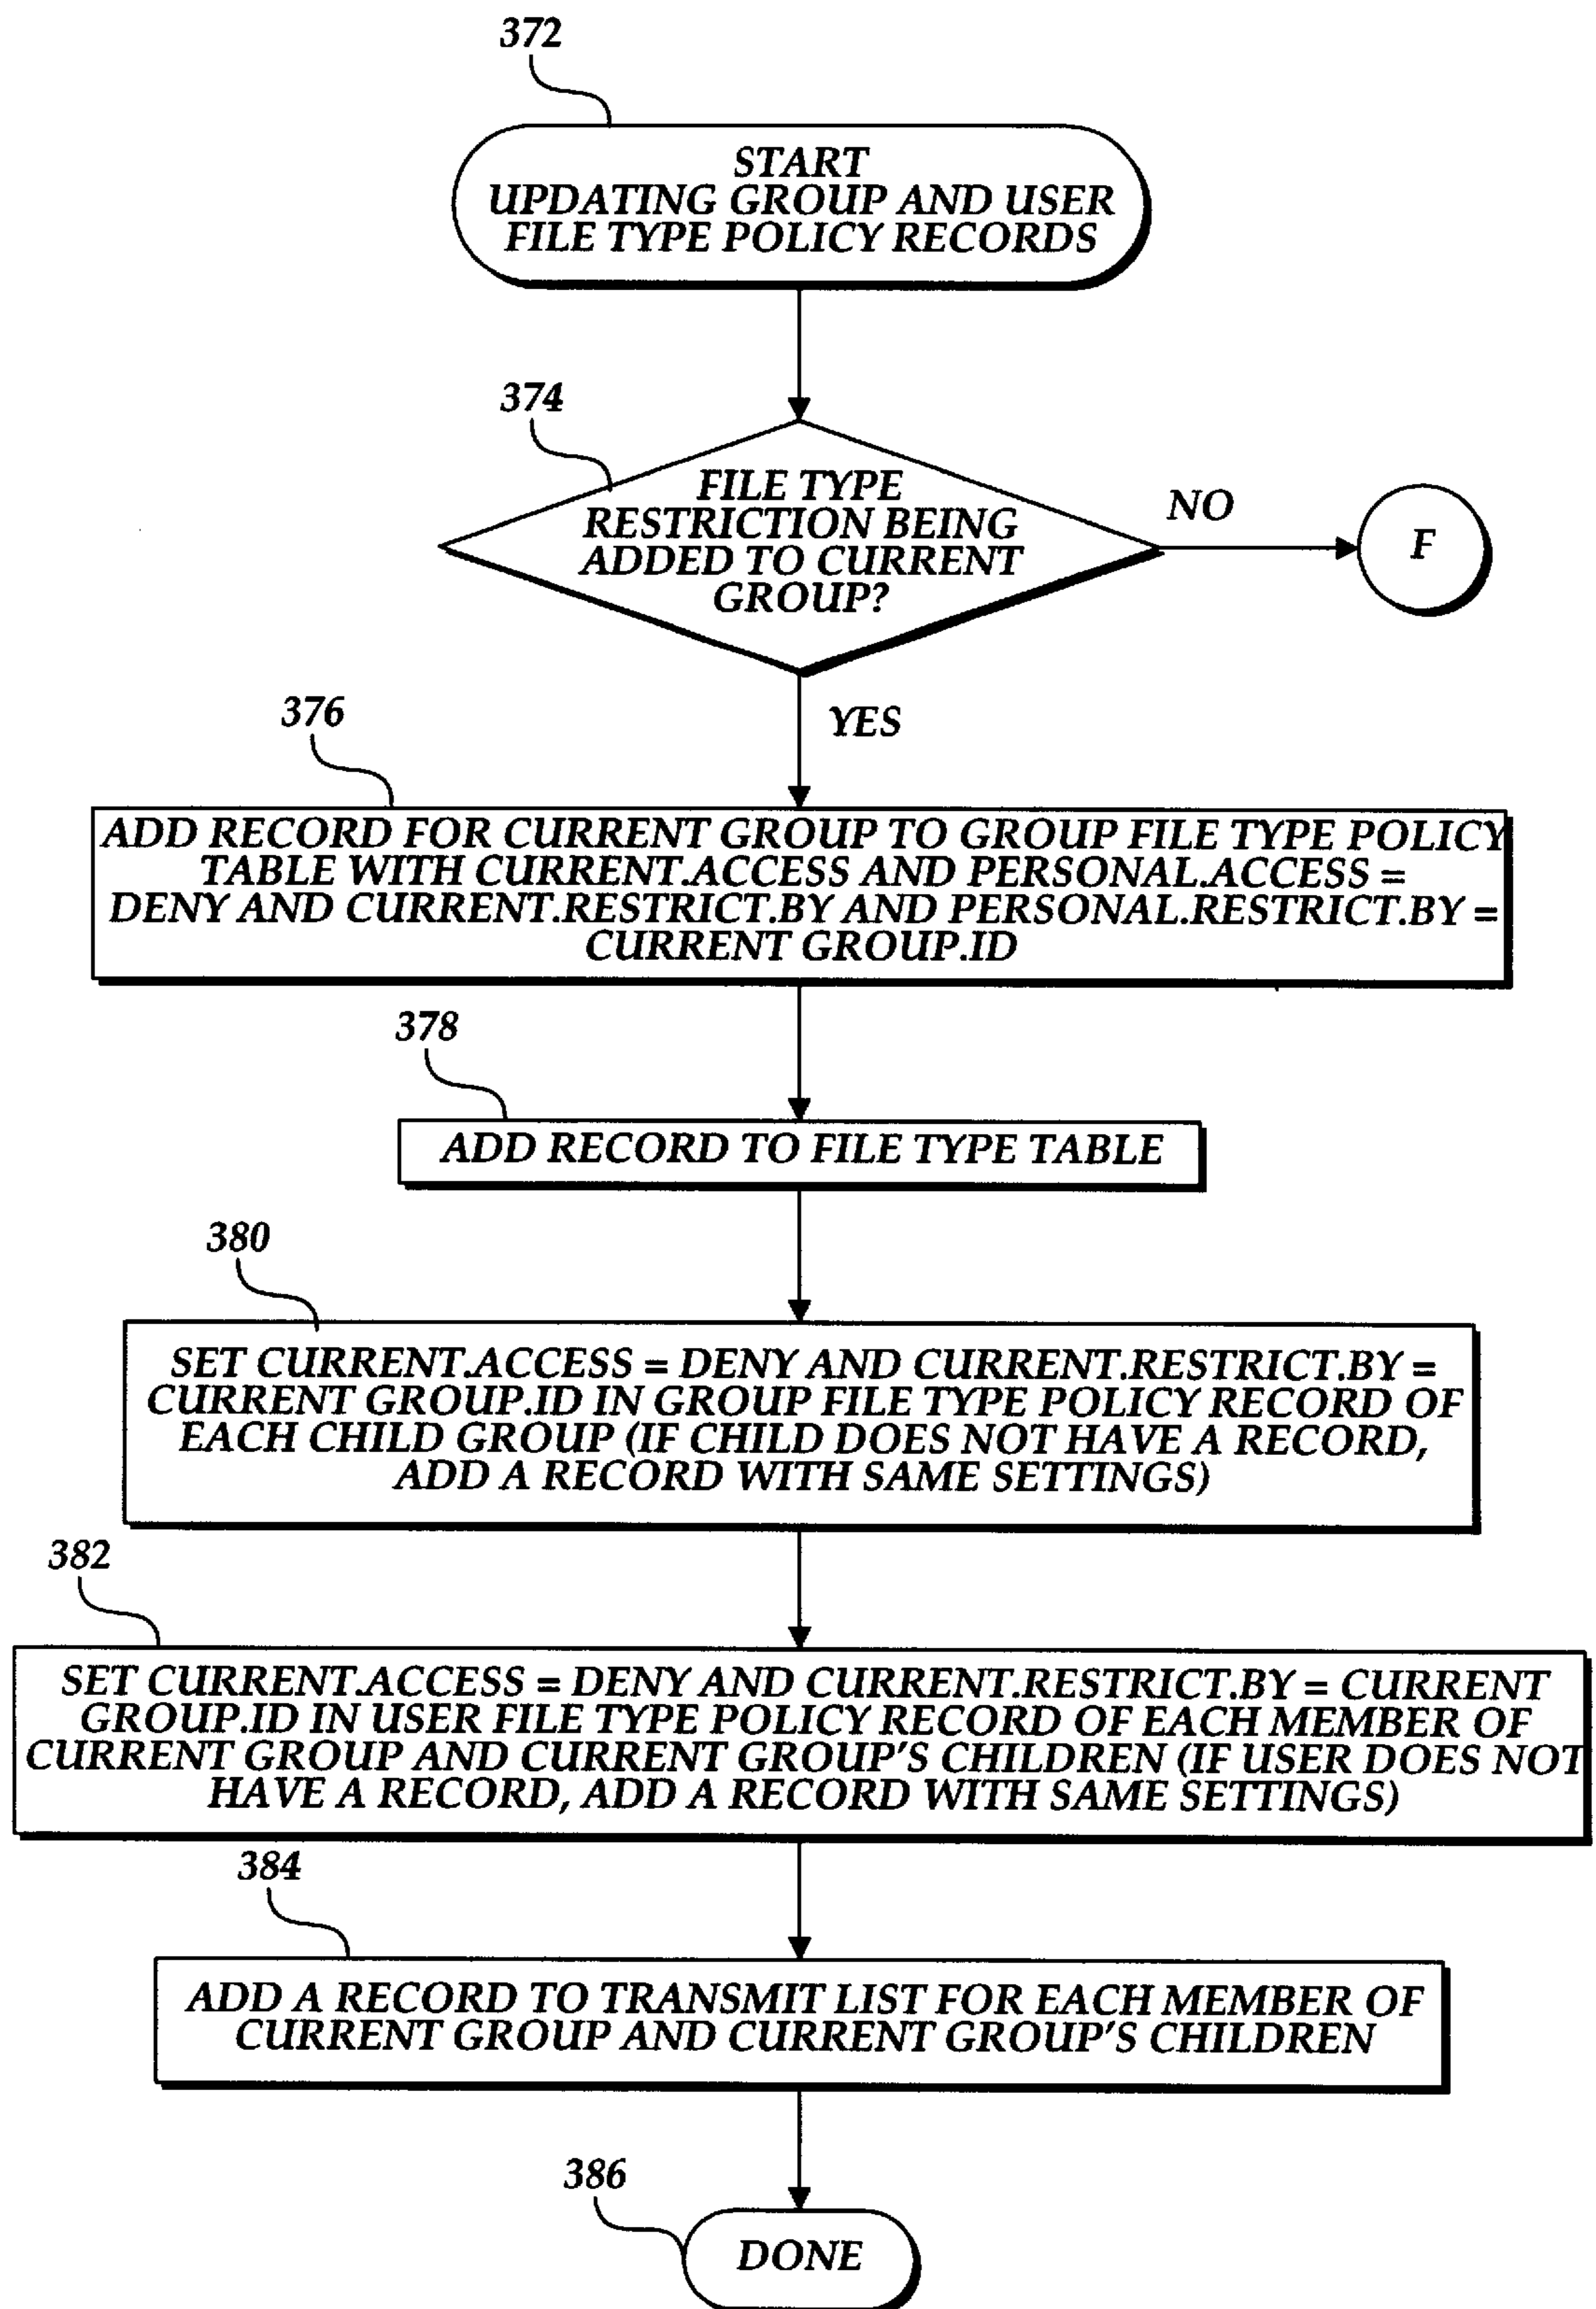 372
START
UPDATING GROUP AND USER
FILE TYPE POLICY RECORDS
374
FILE TYPE
RESTRICTION BEING
ADDED TO CURRENT
GROUP?
NO
F
YES
376
ADD RECORD FOR CURRENT GROUP TO GROUP FILE TYPE POLICY
TABLE WITH CURRENT.ACCESS AND PERSONAL.ACCESS =
DENY AND CURRENT.RESTRICT.BY AND PERSONAL.RESTRICT.BY =
CURRENT GROUP.ID
378
ADD RECORD TO FILE TYPE TABLE
380
SET CURRENT.ACCESS = DENY AND CURRENT.RESTRICT.BY =
CURRENT GROUP.ID IN GROUP FILE TYPE POLICY RECORD OF
EACH CHILD GROUP (IF CHILD DOES NOT HAVE A RECORD,
ADD A RECORD WITH SAME SETTINGS)
382
SET CURRENT.ACCESS = DENY AND CURRENT.RESTRICT.BY = CURRENT
GROUP.ID IN USER FILE TYPE POLICY RECORD OF EACH MEMBER OF
CURRENT GROUP AND CURRENT GROUP'S CHILDREN (IF USER DOES NOT
HAVE A RECORD, ADD A RECORD WITH SAME SETTINGS)
384
ADD A RECORD TO TRANSMIT LIST FOR EACH MEMBER OF
CURRENT GROUP AND CURRENT GROUP'S CHILDREN
386
DONE